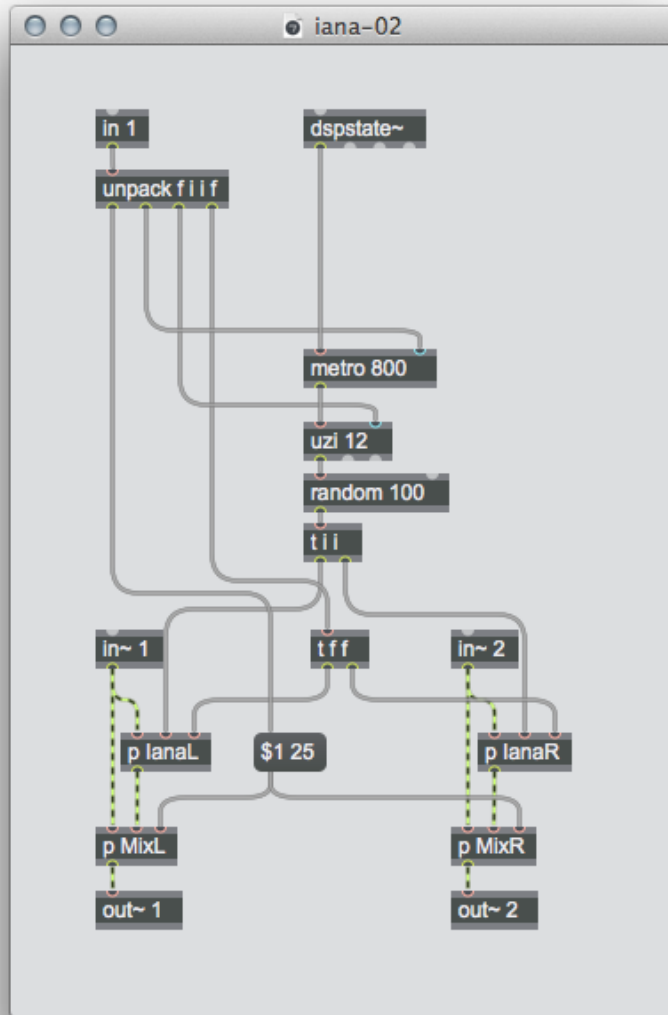 iana-02
in 1
dspstate~
unpack f i i f
metro 800
uzi 12
random 100
t i i
in~ 1
t f f
in~ 2
p IanaL
$1 25
p IanaR
p MixL
p MixR
out~ 1
out~ 2